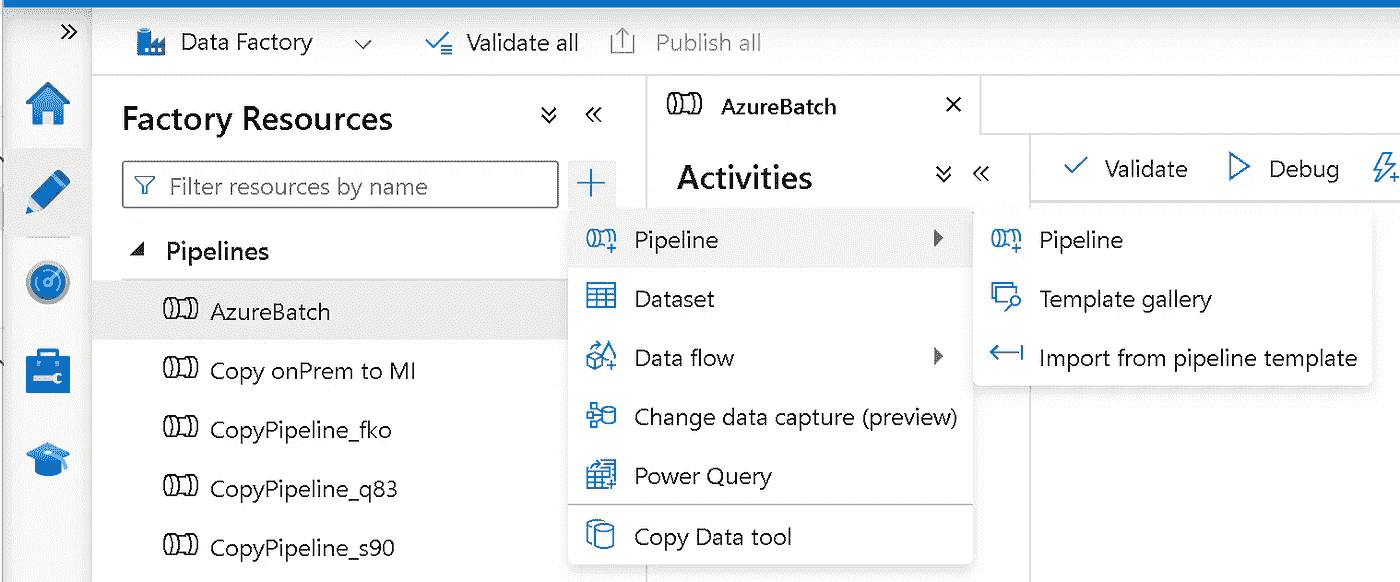 Data Factory
Validate all
Publish all
Factory Resources
Filter resources by name
Pipelines
AzureBatch
Copy onPrem to MI
CopyPipeline_fko
CopyPipeline_q83
CopyPipeline_s90
AzureBatch
Activities
Validate
Debug
Pipeline
Dataset
Data flow
Change data capture (preview)
Power Query
Copy Data tool
Pipeline
Template gallery
Import from pipeline template